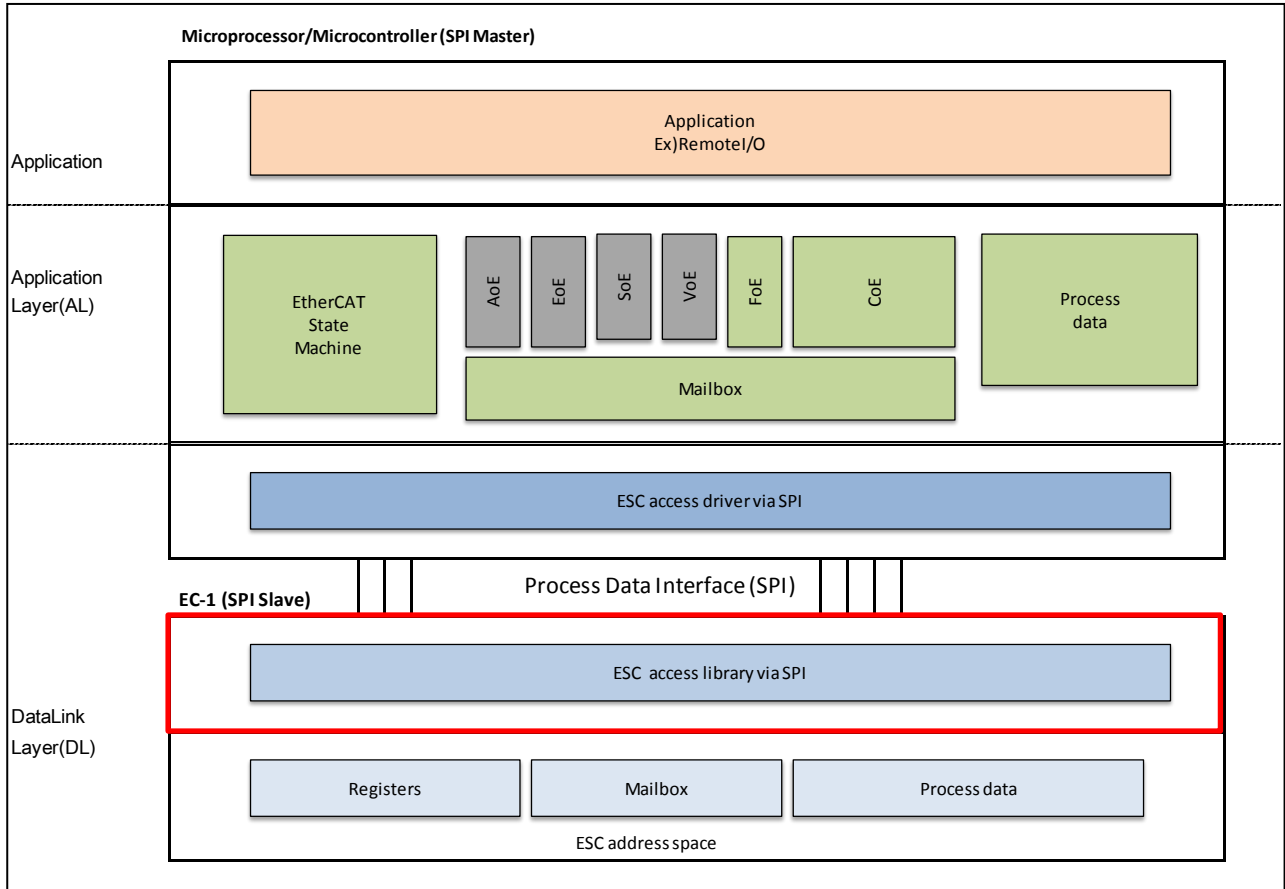 Microprocessor/Microcontroller (SPI Master)
Application
Ex)RemoteI/O
Application
Application
Layer(AL)
EtherCAT
State
Machine
AoE
EoE
SoE
VoE
FoE
CoE
Mailbox
Process
data
ESC access driver via SPI
Process Data Interface (SPI)
EC-1 (SPI Slave)
ESC access library via SPI
DataLink
Layer(DL)
Registers
Mailbox
Process data
ESC address space